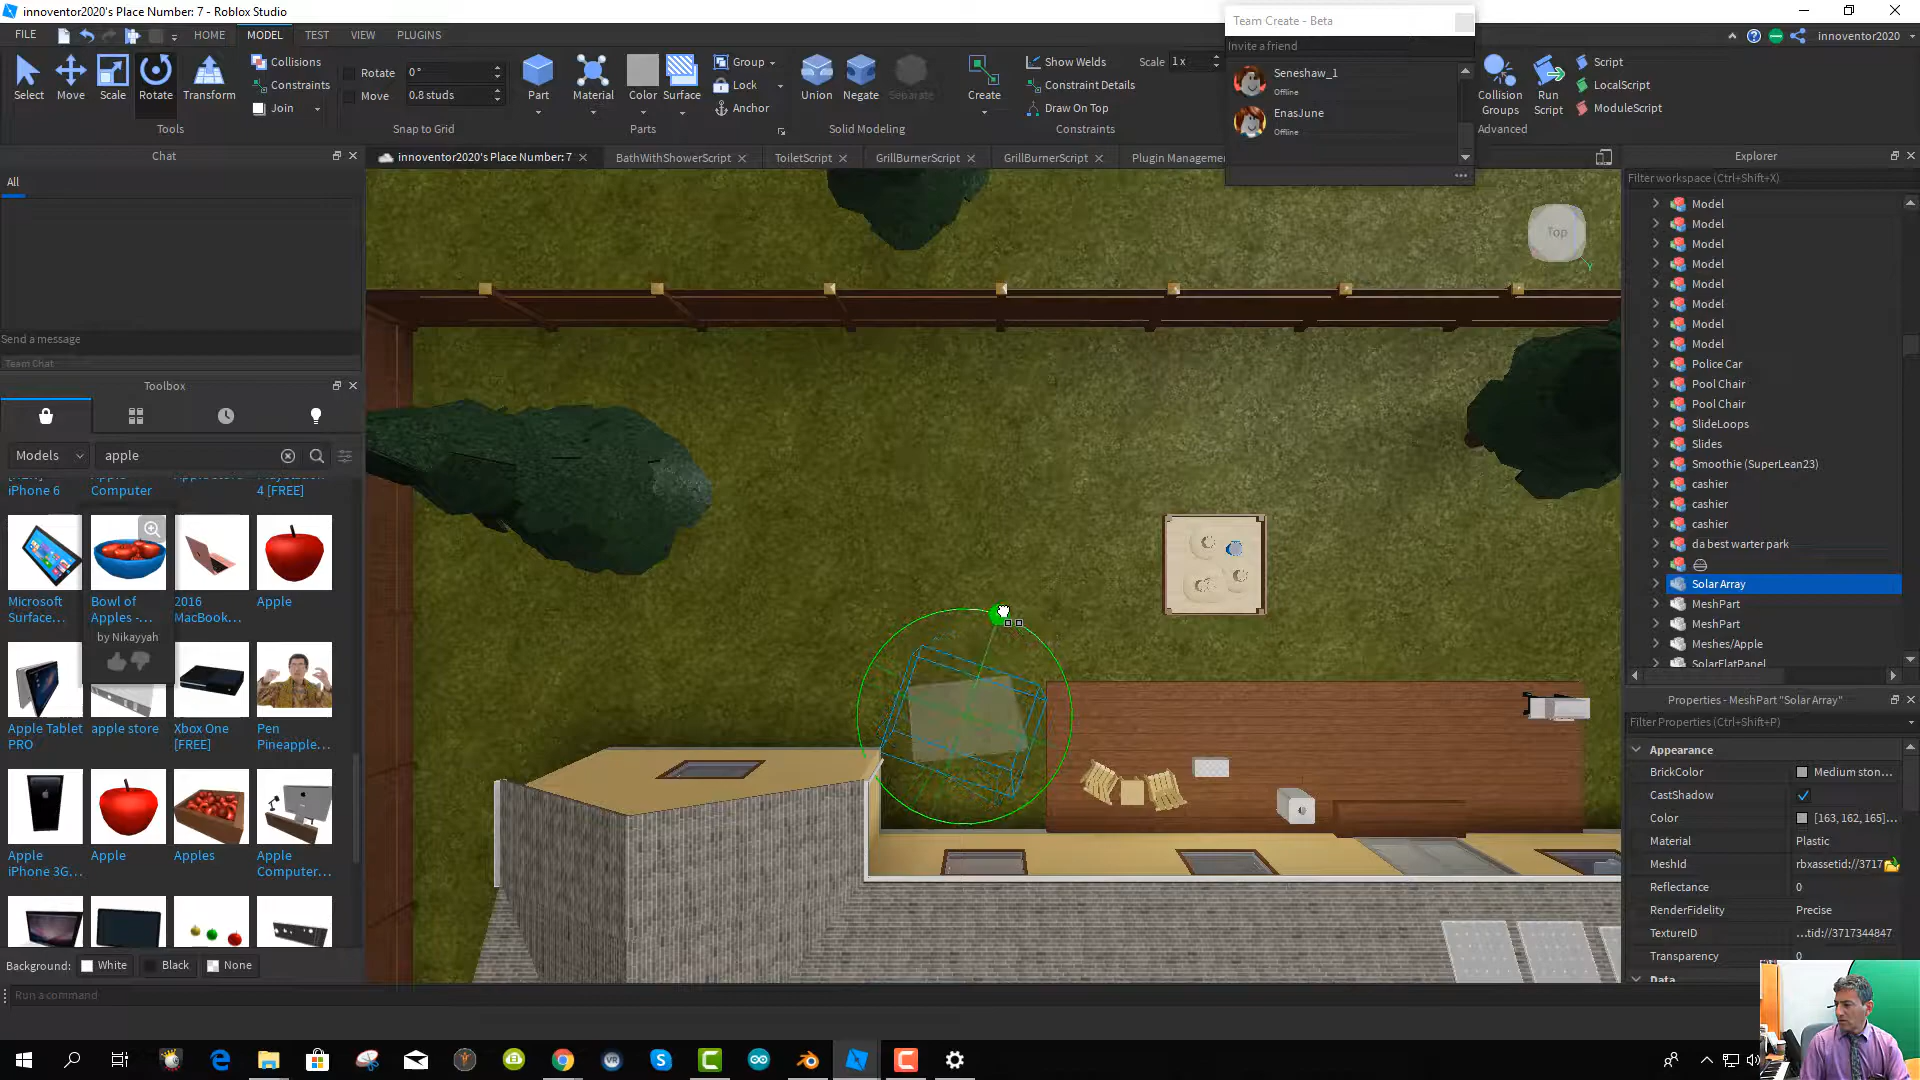 innoventor2020's Place Number: 7 - Roblox Studio
Team Create - Beta
FILE
HOME
MODEL
TEST
VIEW
PLUGINS
Invite a friend
innoventor2020
Select
Move
Scale
Rotate
Transform
Tools
Collisions
Constraints
Join
Rotate
0 °
Move
0.8 studs
Snap to Grid
Part
Material
Color
Surface
Parts
Group
Lock
Anchor
Union
Negate
Separate
Solid Modeling
Create
Show Welds
Constraint Details
Draw On Top
Scale
1 x
Constraints
Seneshaw_1
Offline
EnasJune
Offline
Collision Groups
Run Script
Script
LocalScript
ModuleScript
Advanced
Chat
innoventor2020's Place Number: 7
BathWithShowerScript
ToiletScript
GrillBurnerScript
GrillBurnerScript
Plugin Managemen
Explorer
All
Filter workspace (Ctrl+Shift+X)
Send a message
Team Chat
Toolbox
Models
apple
iPhone 6
Computer
4 [FREE]
Microsoft Surface...
Bowl of Apples -...
by Nikayyah
2016 MacBook...
Apple
Apple Tablet PRO
apple store
Xbox One [FREE]
Pen Pineapple...
Apple iPhone 3G...
Apple
Apples
Apple Computer...
Background:
White
Black
None
Run a command
Top
Y
Model
Model
Model
Model
Model
Model
Model
Model
Police Car
Pool Chair
Pool Chair
SlideLoops
Slides
Smoothie (SuperLean23)
cashier
cashier
cashier
da best warter park
Solar Array
MeshPart
MeshPart
Meshes/Apple
SolarFlatPanel
Properties - MeshPart "Solar Array"
Filter Properties (Ctrl+Shift+P)
Appearance
BrickColor
Medium ston...
CastShadow
Color
[163, 162, 165]...
Material
Plastic
MeshId
rbxassetid://3717
Reflectance
0
RenderFidelity
Precise
TextureID
...tid://3717344847
Transparency
0
Data